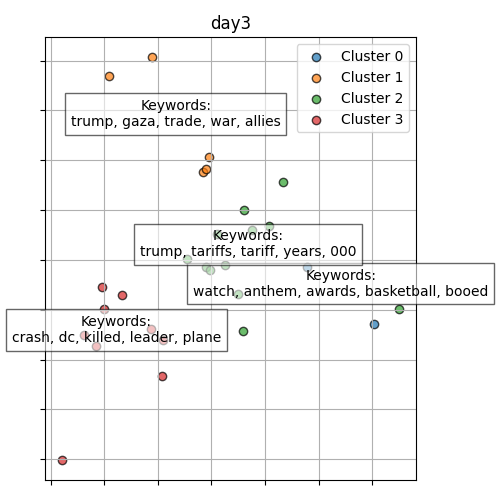 day3
Cluster 0
Cluster 1
Cluster 2
Cluster 3
Keywords:
trump, gaza, trade, war, allies
Keywords:
trump, tariffs, tariff, years, 000
Keywords:
watch, anthem, awards, basketball, booed
Keywords:
crash, dc, killed, leader, plane